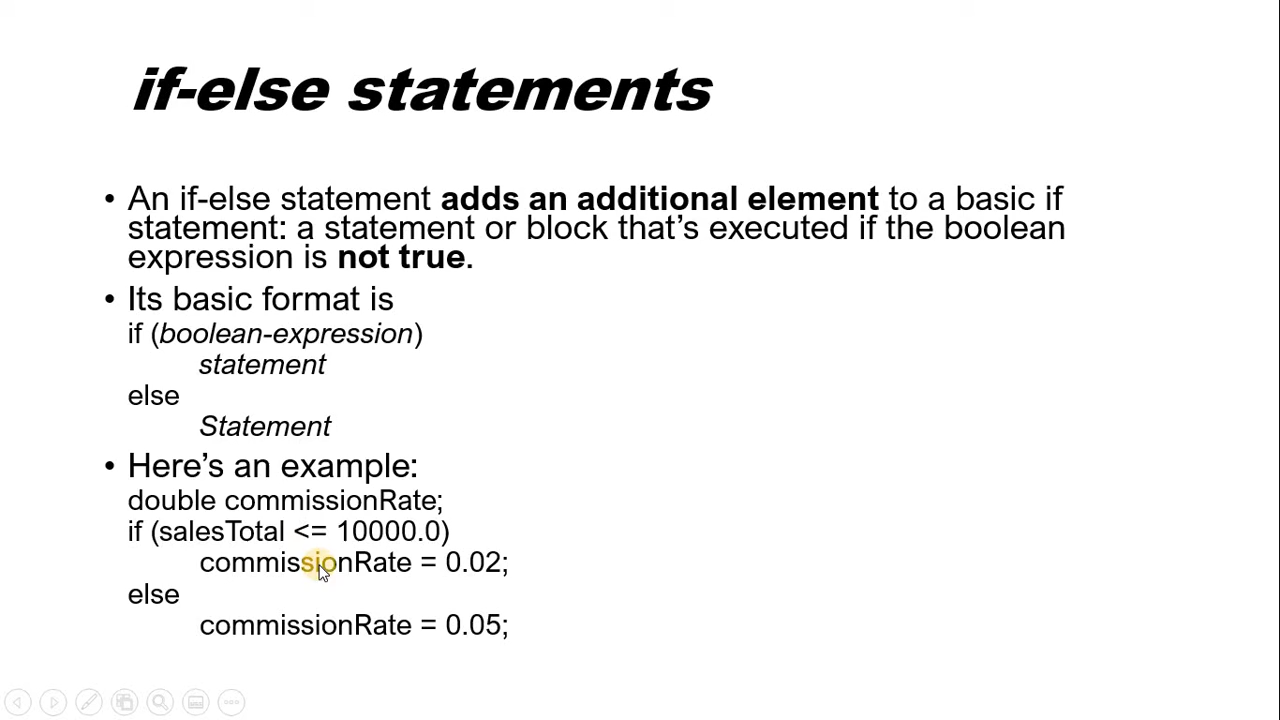 if-else statements
• An if-else statement adds an additional element to a basic if
statement: a statement or block that’s executed if the boolean
expression is not true.
• Its basic format is
if (boolean-expression)
statement
else
Statement
• Here’s an example:
double commissionRate;
if (salesTotal <= 10000.0)
commissionRate = 0.02;
else
commissionRate = 0.05;